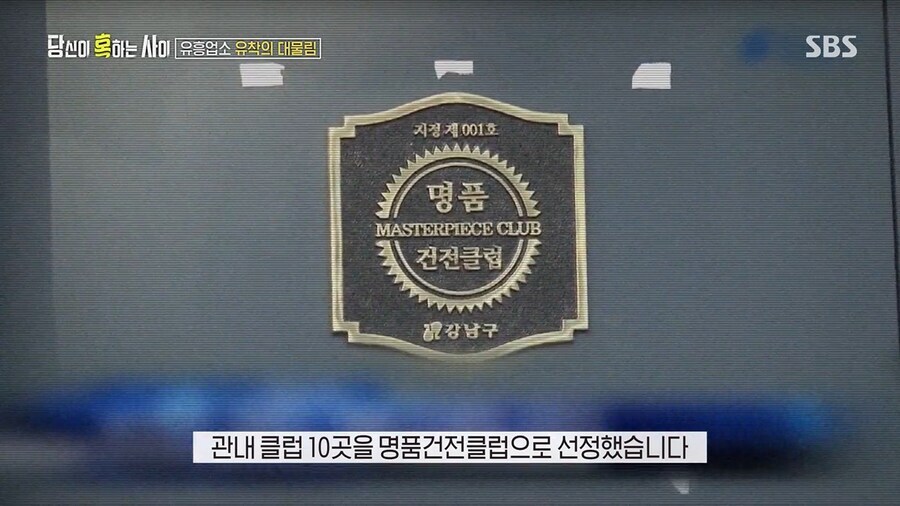 당신이 혹하는 사이
유흥업소 유착의 대물림
SBS
지정 제001호
명품
MASTERPIECE CLUB
건전클럽
강남구
관내 클럽 10곳을 명품건전클럽으로 선정했습니다